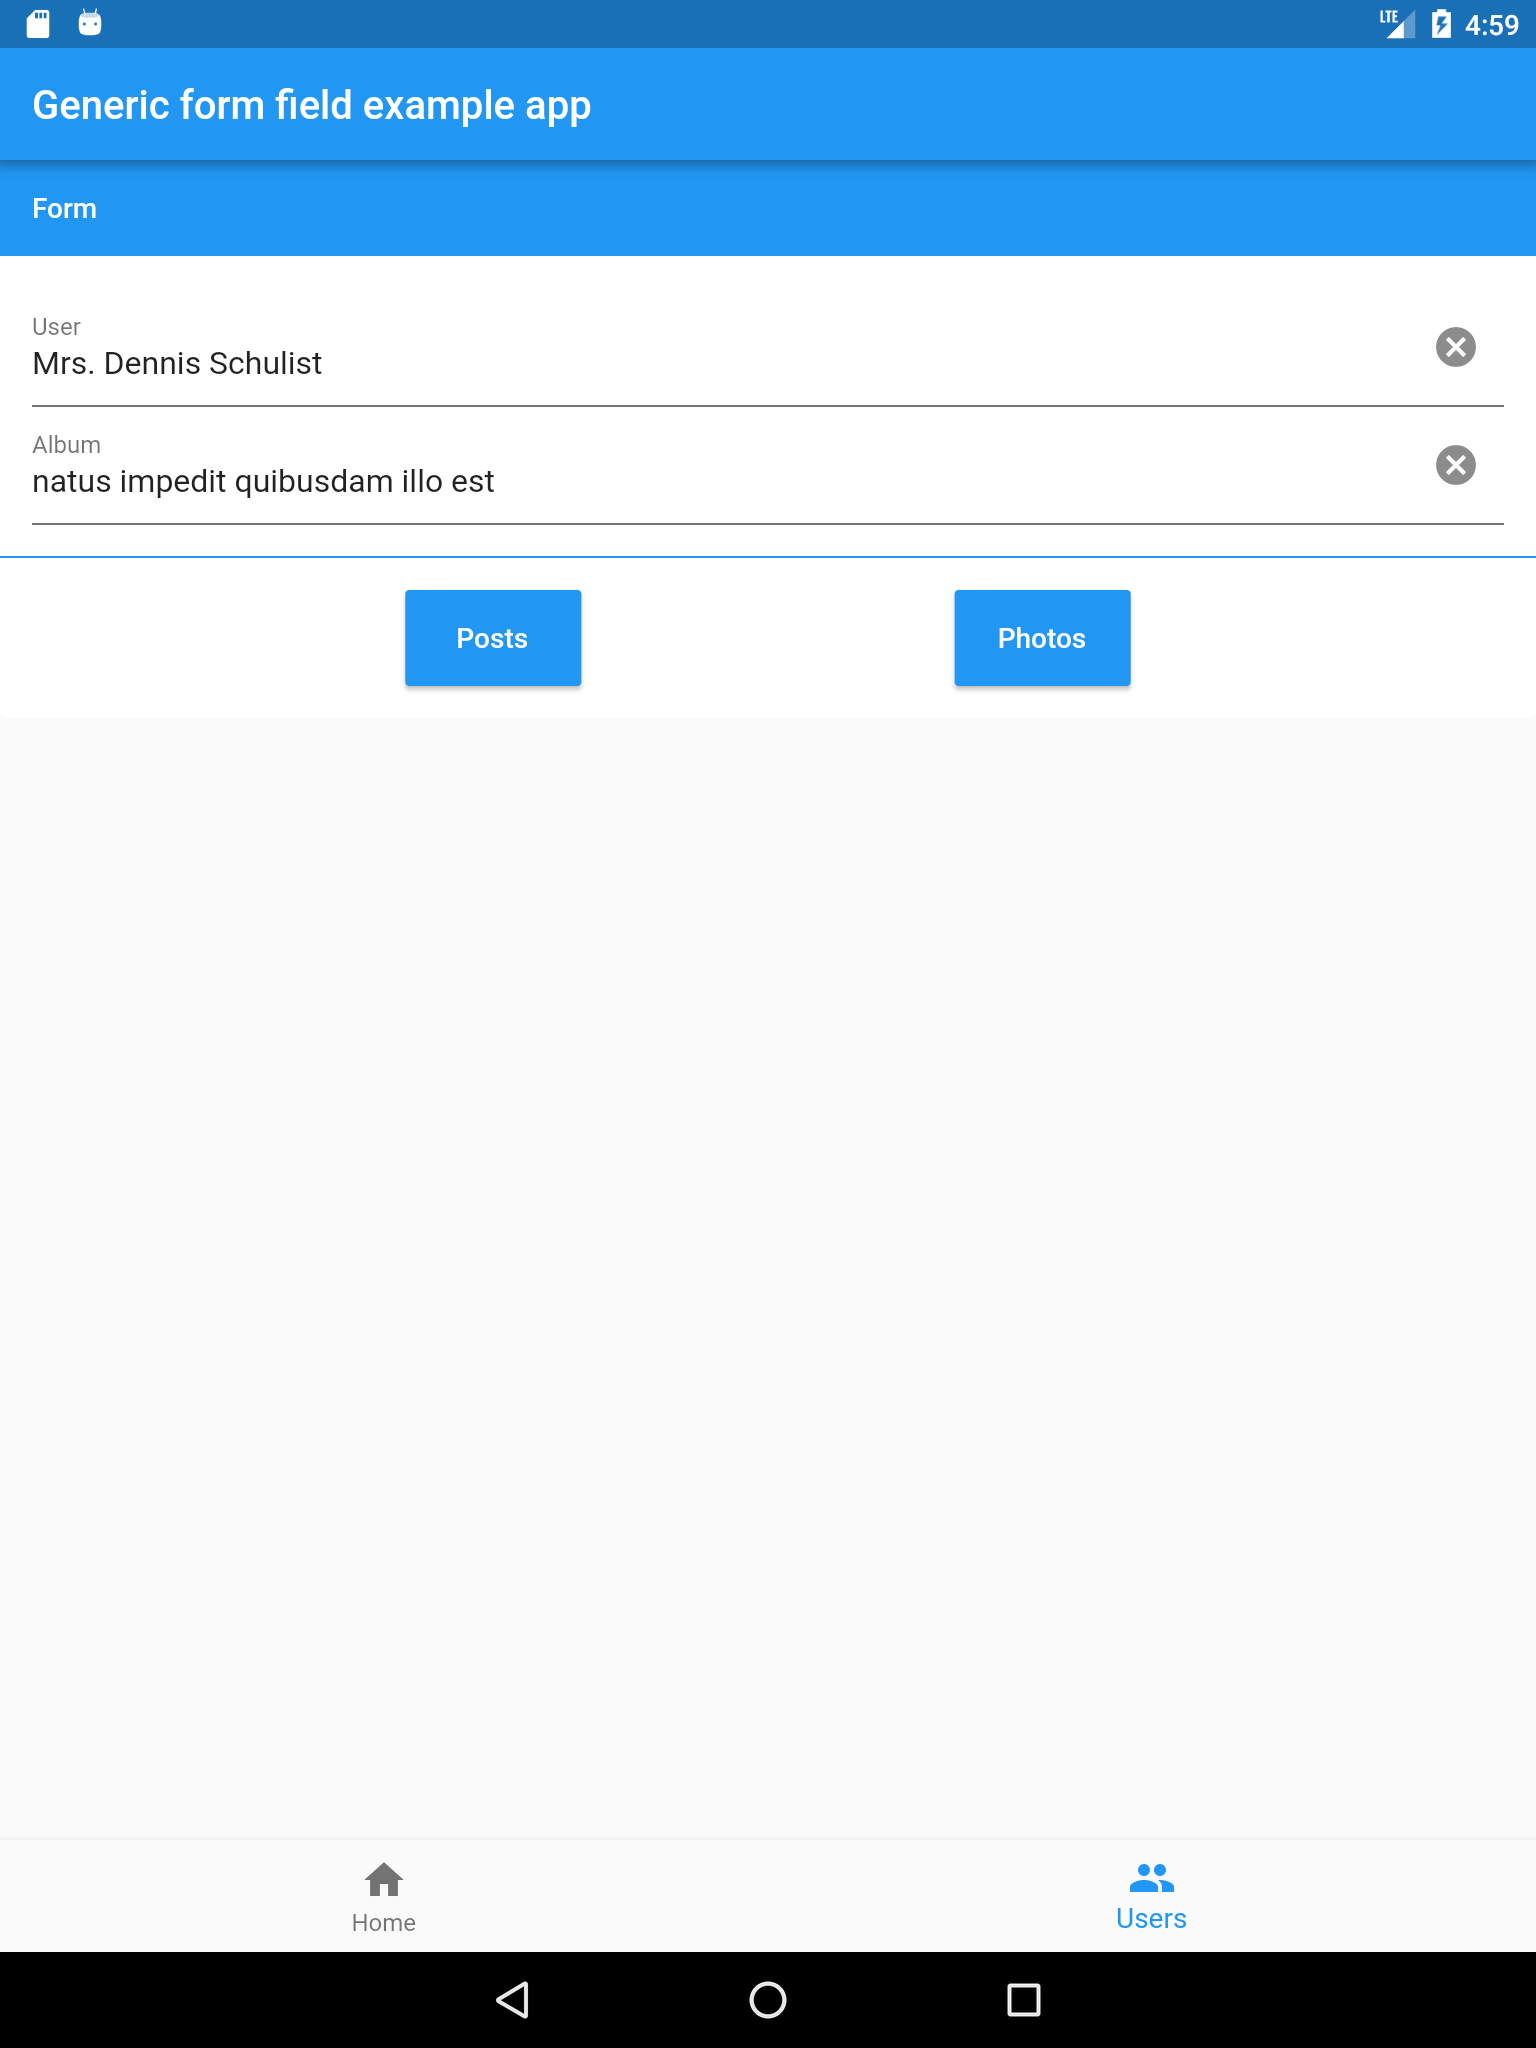 LTE 4:59
Generic form field example app
Form
User
Mrs. Dennis Schulist
Album
natus impedit quibusdam illo est
Posts Photos
Home Users